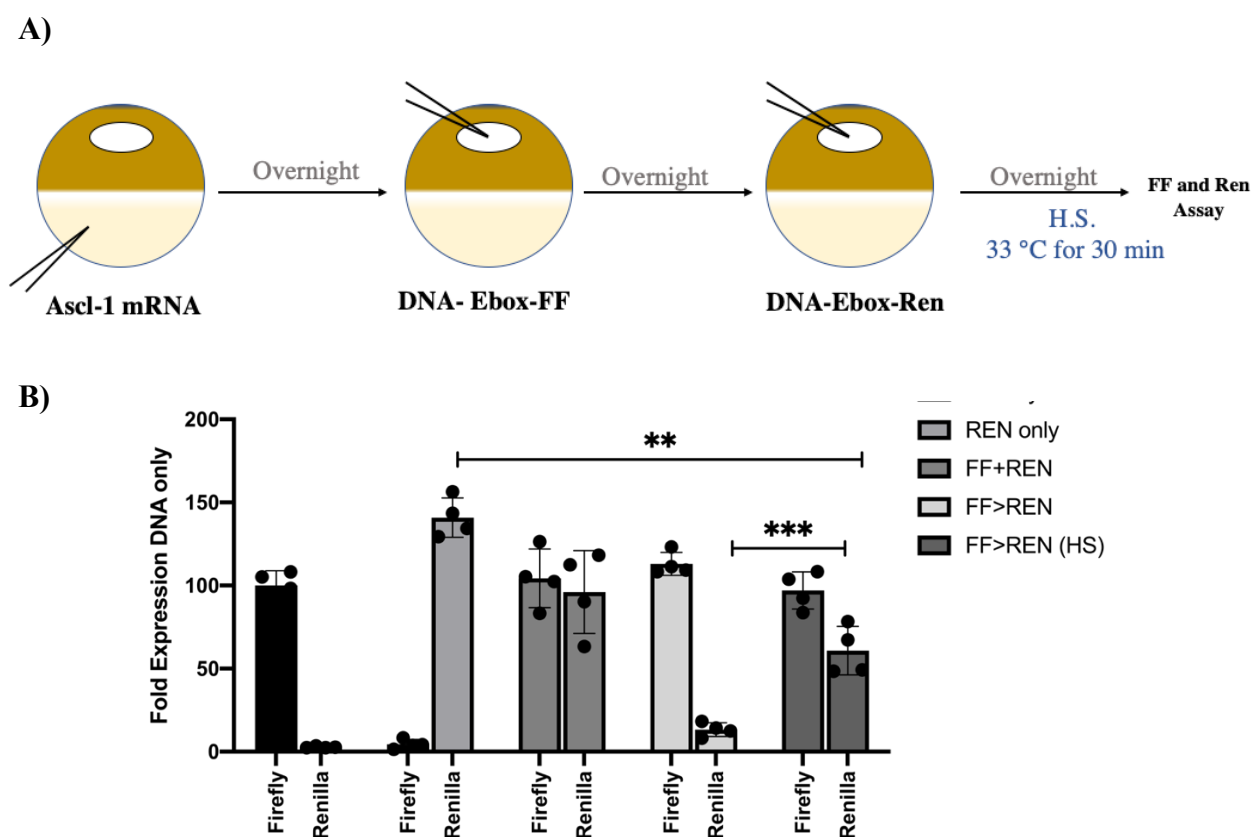 A)
Overnight
Overnight
Overnight
FF and Ren
Assay
H.S.
33 °C for 30 min
Ascl-1 mRNA
DNA- Ebox-FF
DNA-Ebox-Ren
B)
Fold Expression DNA only
200
150
100
50
0
**
***
REN only
FF+REN
FF>REN
FF>REN (HS)
Firefly
Renilla
Firefly
Renilla
Firefly
Renilla
Firefly
Renilla
Firefly
Renilla